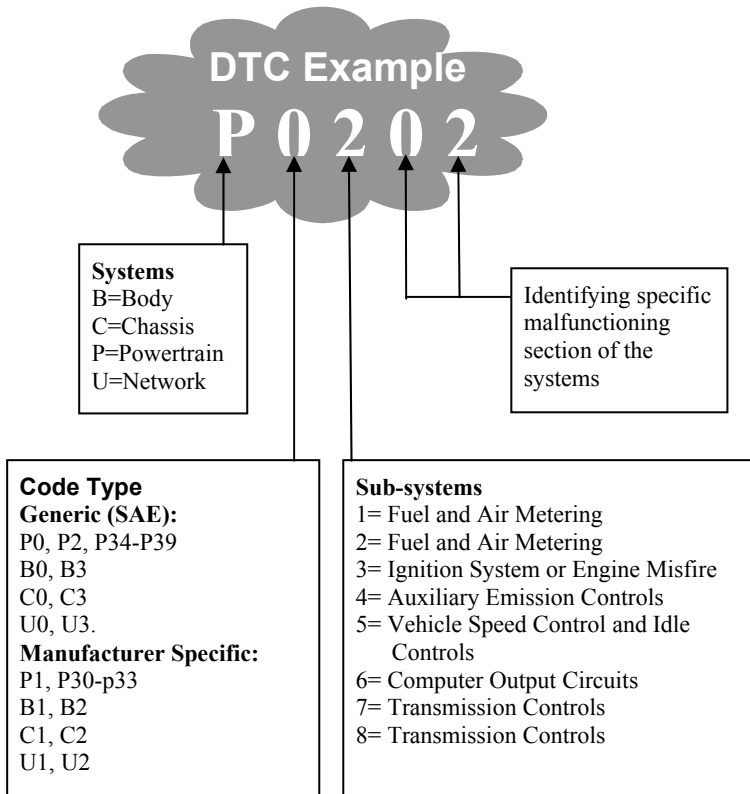 DTC Example
P 0 2 0 2
Systems
B=Body
C=Chassis
P=Powertrain
U=Network
Identifying specific
malfunctioning
section of the
systems
Code Type
Generic (SAE):
P0, P2, P34-P39
B0, B3
C0, C3
U0, U3.
Manufacturer Specific:
P1, P30-p33
B1, B2
C1, C2
U1, U2
Sub-systems
1= Fuel and Air Metering
2= Fuel and Air Metering
3= Ignition System or Engine Misfire
4= Auxiliary Emission Controls
5= Vehicle Speed Control and Idle
Controls
6= Computer Output Circuits
7= Transmission Controls
8= Transmission Controls